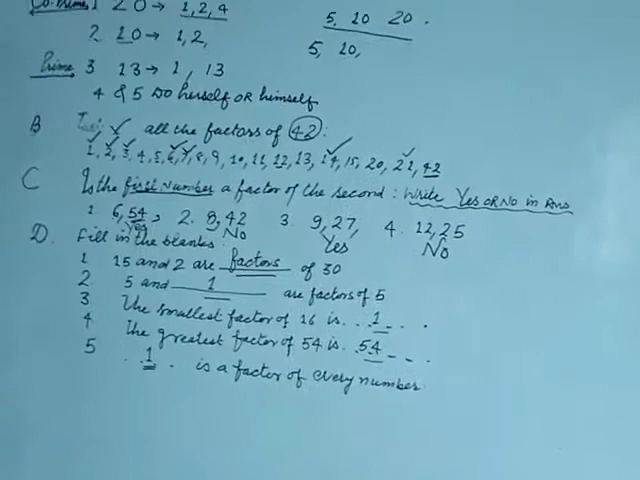 Co-Prime, 1 20 → 1, 2, 4
5, 10 20.
2 10 → 1, 2,
5, 10,
Prime 3 13 → 1, 13
4 & 5 Do herself OR himself
B all the factors of 42:
1, 2, 3, 4, 5, 6, 7, 8, 9, 10, 11, 12, 13, 14, 15, 20, 21, 42
C Is the first Number a factor of the second: Write Yes OR No in Ans
1. 6, 54, 2. 8, 42 3. 9, 27, 4. 12, 25
Yes No Yes No
D. Fill in the blanks:
1 15 and 2 are factors of 30
2 5 and 1 are factors of 5
3 The smallest factor of 16 is . . 1 . . .
4 The greatest factor of 54 is . . 54 - - .
5 . . 1 . is a factor of every number.